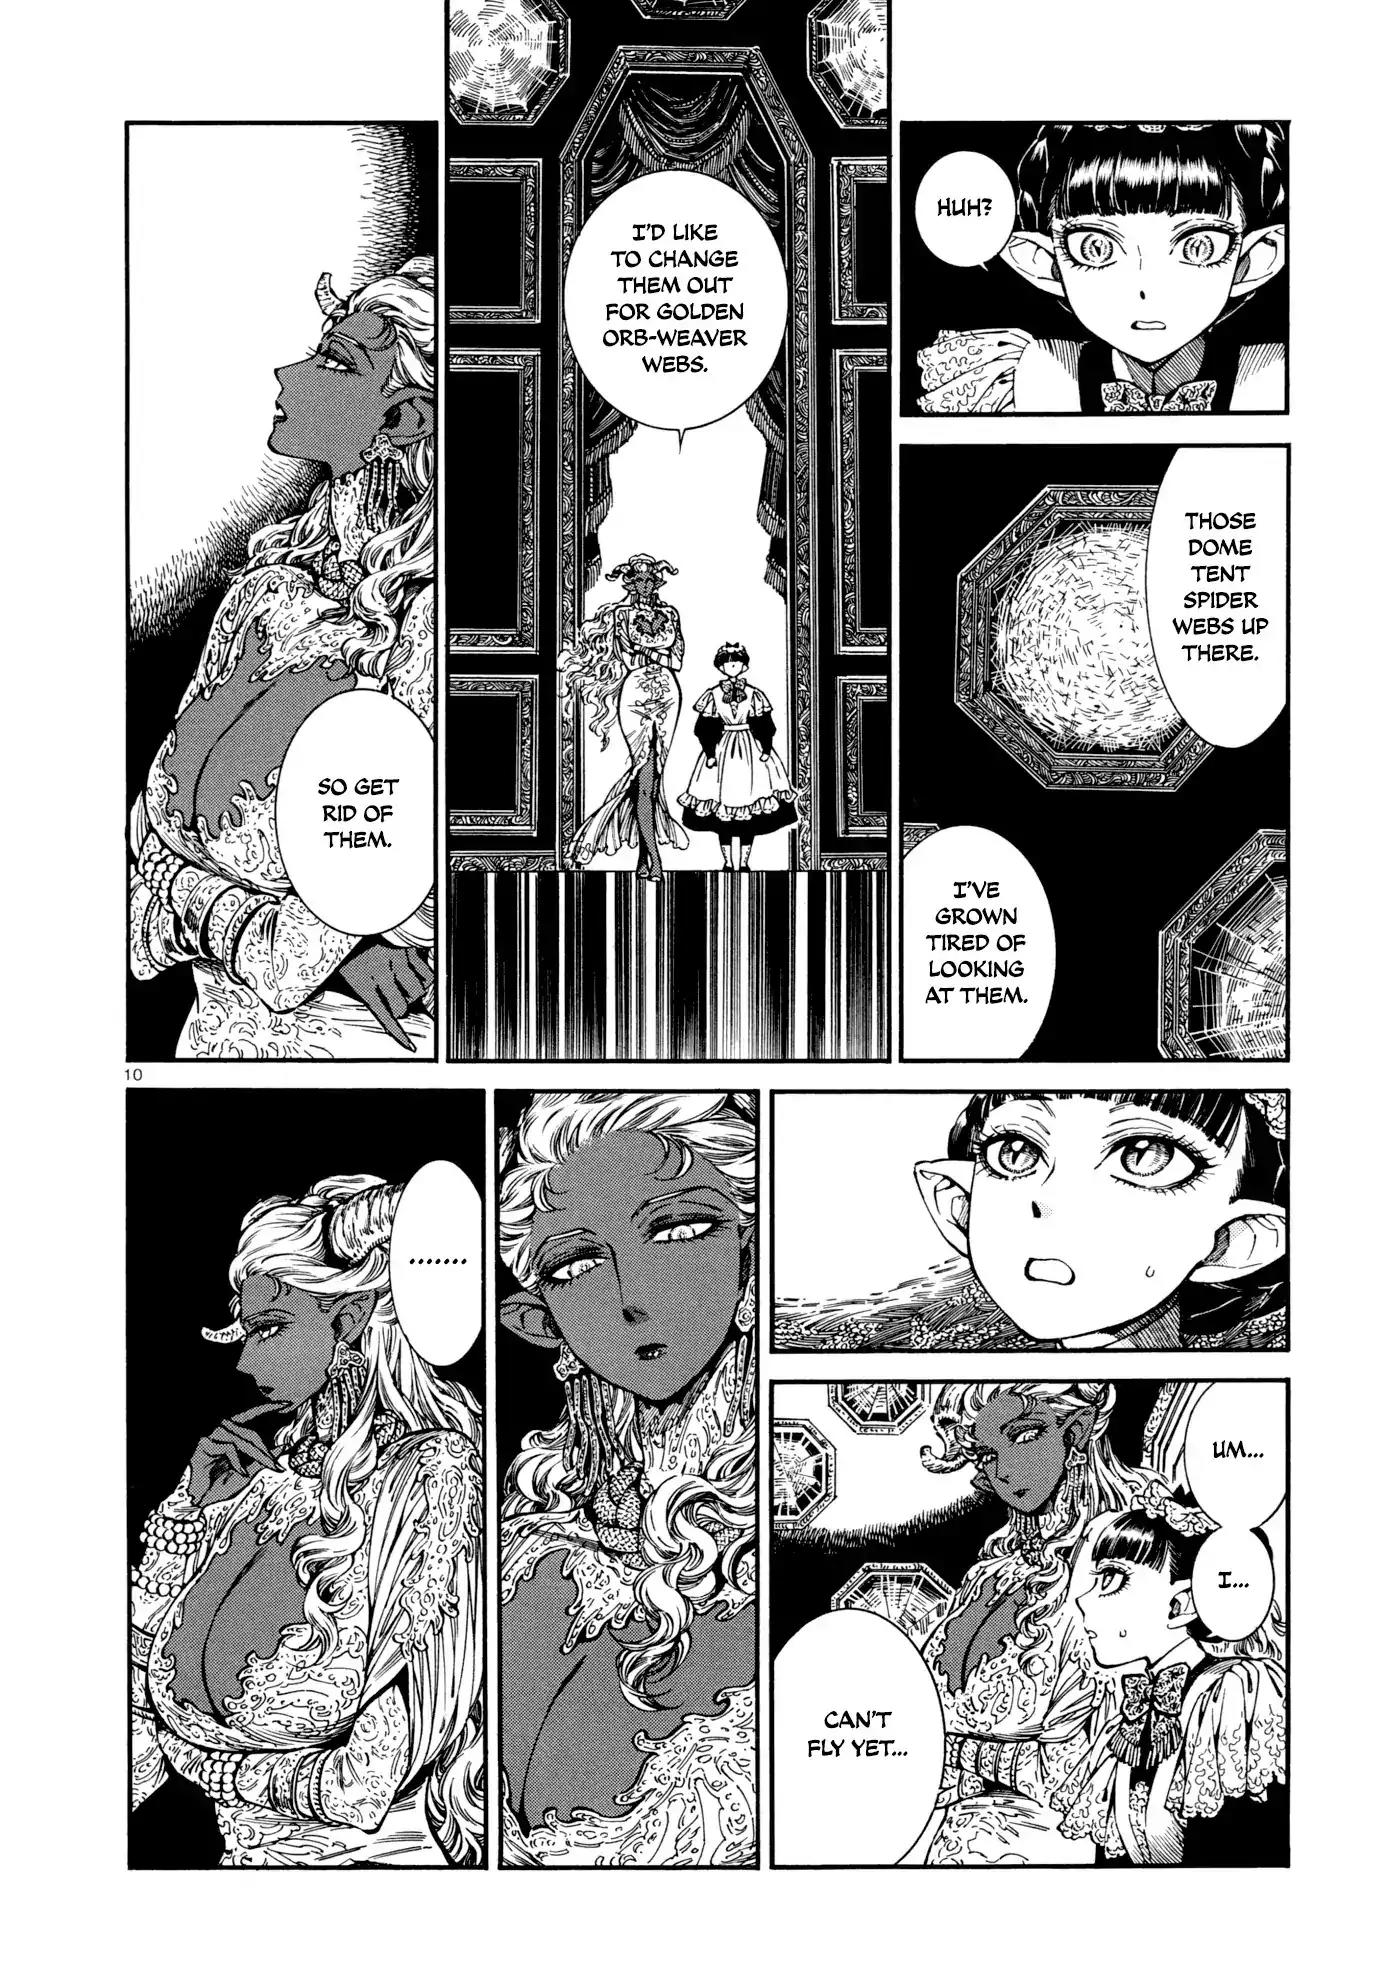 HUH?
THOSE
DOME
TENT
SPIDER
WEBS UP
THERE.
I'VE
GROWN
TIRED OF
LOOKING
AT THEM.
I'D LIKE
TO CHANGE
THEM OUT
FOR GOLDEN
ORB-WEAVER
WEBS.
SO GET
RID OF
THEM.
10
UM...
I...
CAN'T
FLY YET...
........